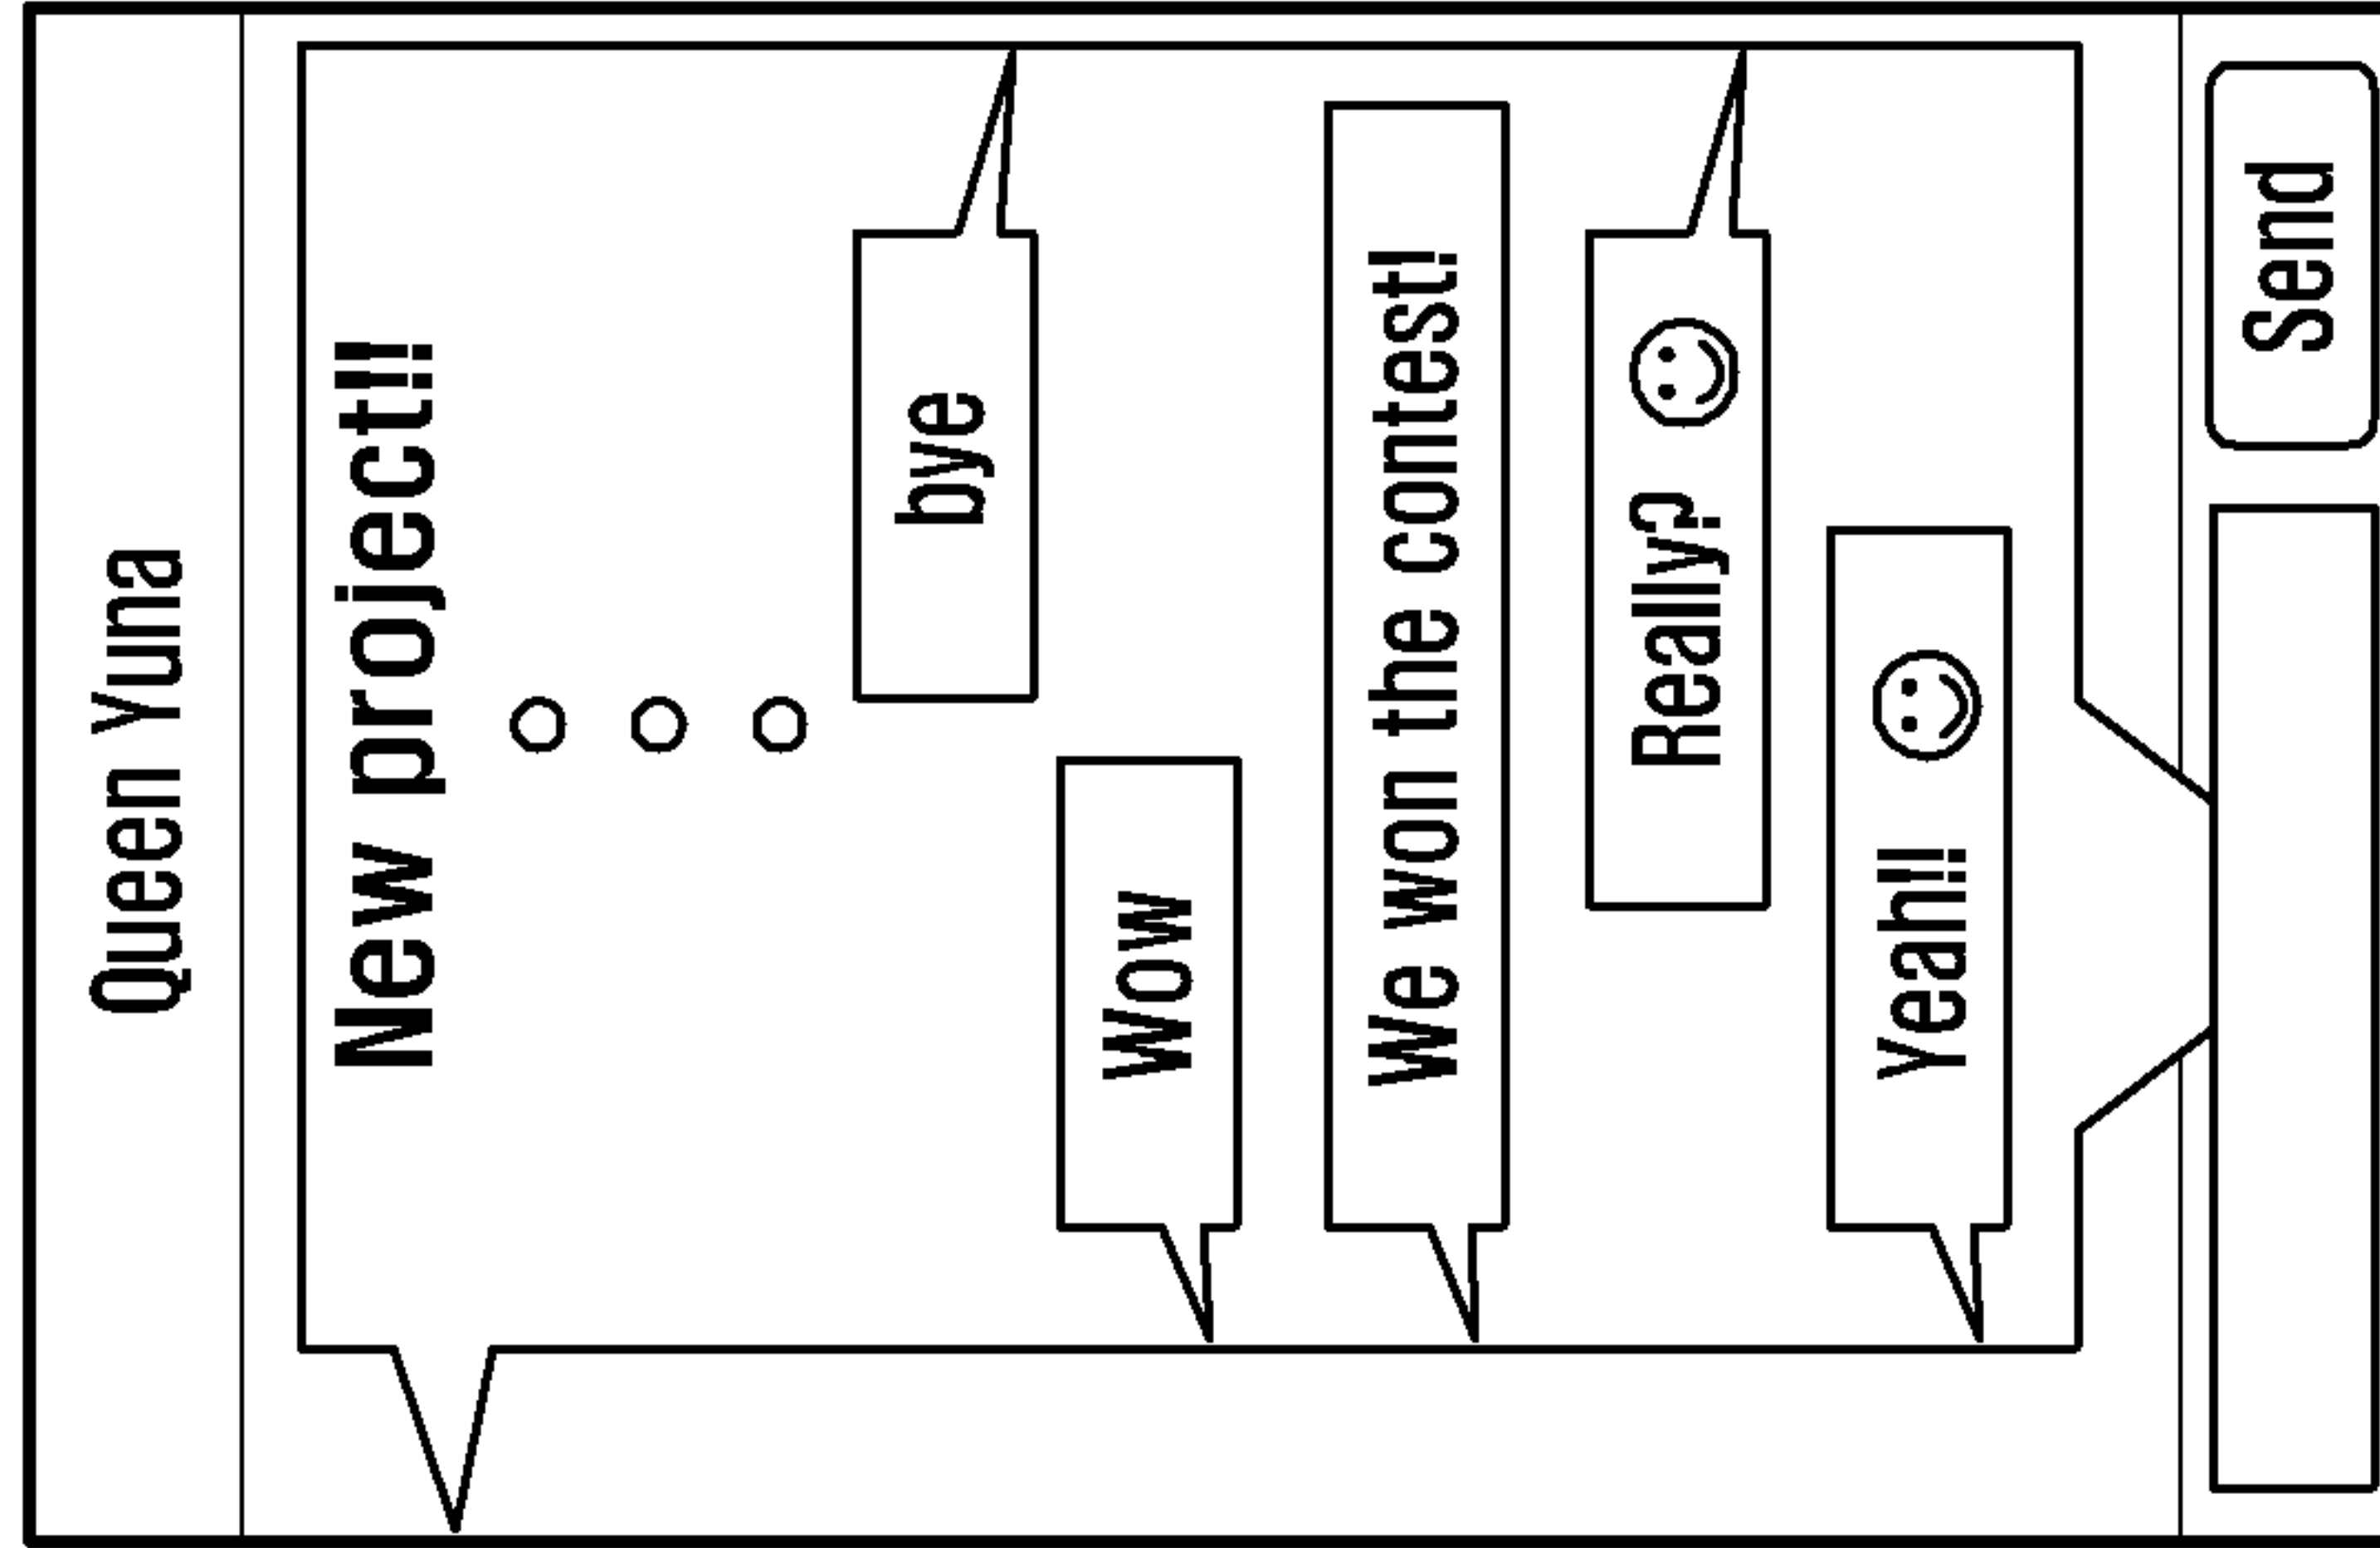 Queen Yuna
New project!!
bye
Wow
We won the contest!
Really?
Yeah!!
Send